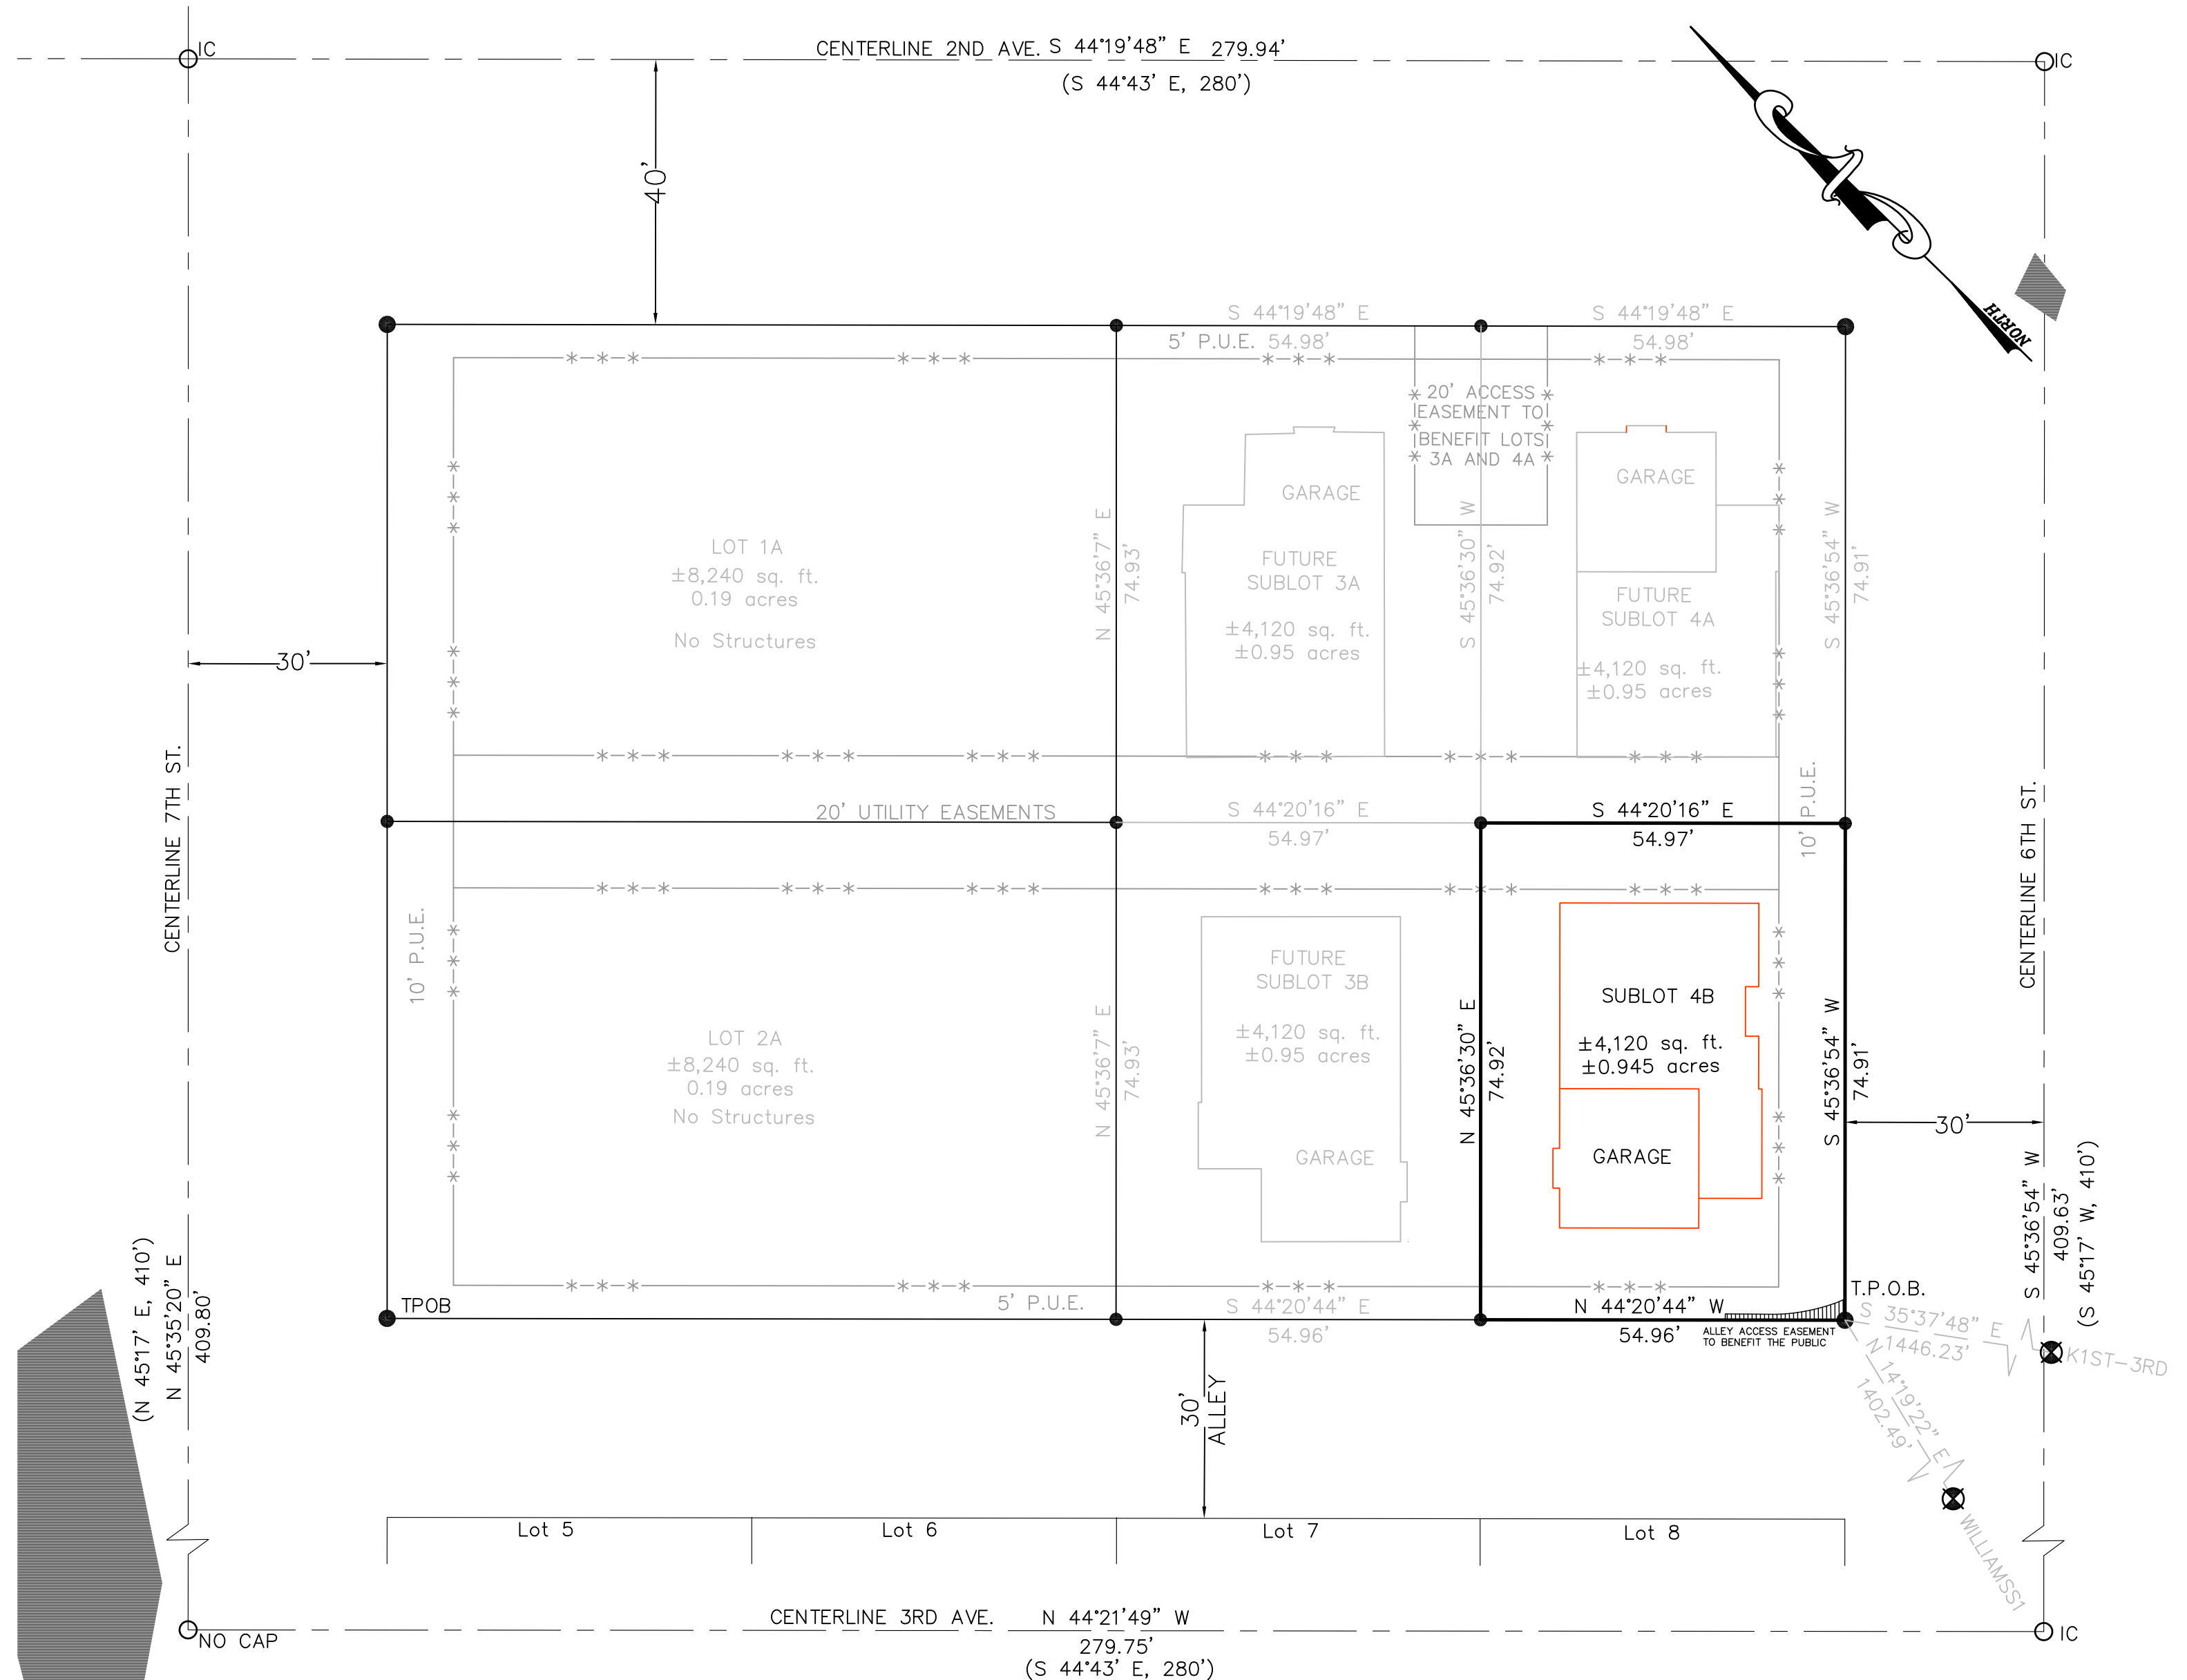 IC
CENTERLINE 2ND AVE. S 44°19'48" E 279.94'
(S 44°43' E, 280')
IC
40'
NORTH
S 44°19'48" E
5' P.U.E. 54.98'
S 44°19'48" E
54.98'
20' ACCESS
EASEMENT TO
BENEFIT LOTS
3A AND 4A
GARAGE
GARAGE
LOT 1A
±8,240 sq. ft.
0.19 acres
No Structures
N 45°36'7" E
74.93'
FUTURE
SUBLOT 3A
±4,120 sq. ft.
±0.95 acres
S 45°36'30" W
74.92'
FUTURE
SUBLOT 4A
±4,120 sq. ft.
±0.95 acres
S 45°36'54" W
74.91'
30'
CENTERLINE 7TH ST.
20' UTILITY EASEMENTS
S 44°20'16" E
54.97'
S 44°20'16" E
54.97'
10' P.U.E.
CENTERLINE 6TH ST.
10' P.U.E.
LOT 2A
±8,240 sq. ft.
0.19 acres
No Structures
N 45°36'7" E
74.93'
FUTURE
SUBLOT 3B
±4,120 sq. ft.
±0.95 acres
GARAGE
N 45°36'30" E
74.92'
SUBLOT 4B
±4,120 sq. ft.
±0.945 acres
GARAGE
S 45°36'54" W
74.91'
30'
(N 45°17' E, 410')
N 45°35'20" E
409.80'
S 45°36'54" W
409.63'
(S 45°17' W, 410')
TPOB
5' P.U.E.
S 44°20'44" E
54.96'
N 44°20'44" W
54.96'
ALLEY ACCESS EASEMENT
TO BENEFIT THE PUBLIC
T.P.O.B.
S 35°37'48" E
1446.23'
K1ST-3RD
N 14°19'22" E
1402.49'
WILLIAMSS1
30'
ALLEY
Lot 5
Lot 6
Lot 7
Lot 8
CENTERLINE 3RD AVE. N 44°21'49" W
279.75'
(S 44°43' E, 280')
NO CAP
IC